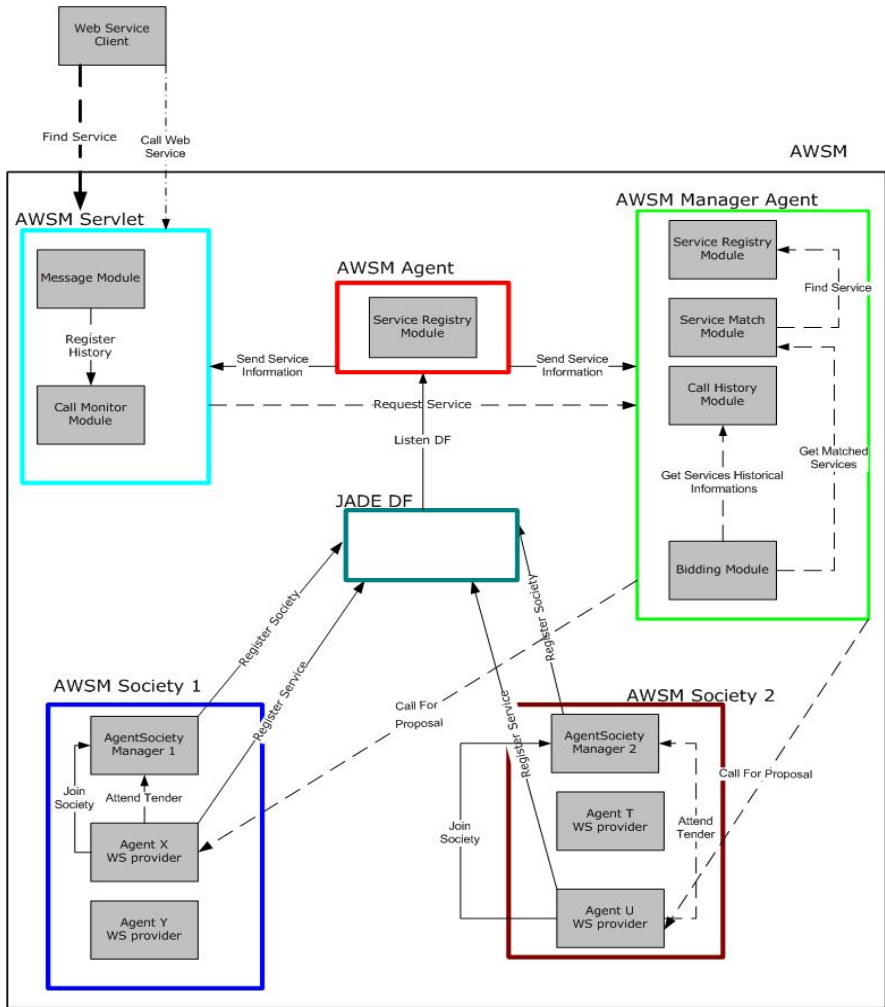 Web Service
Client
Find Service
Call Web
Service
AWSM
AWSM Servlet
Message Module
Register
History
Call Monitor
Module
AWSM Agent
Service Registry
Module
Send Service
Information
Send Service
Information
Request Service
Listen DF
AWSM Manager Agent
Service Registry
Module
Find Service
Service Match
Module
Call History
Module
Get Matched
Services
Get Services Historical
Informations
Bidding Module
JADE DF
Register Society
Register Service
Register Society
Register Service
Call For
Proposal
Call For Proposal
AWSM Society 1
AgentSociety
Manager 1
Join
Society
Attend Tender
Agent X
WS provider
Agent Y
WS provider
AWSM Society 2
AgentSociety
Manager 2
Agent T
WS provider
Join
Society
Attend
Tender
Agent U
WS provider